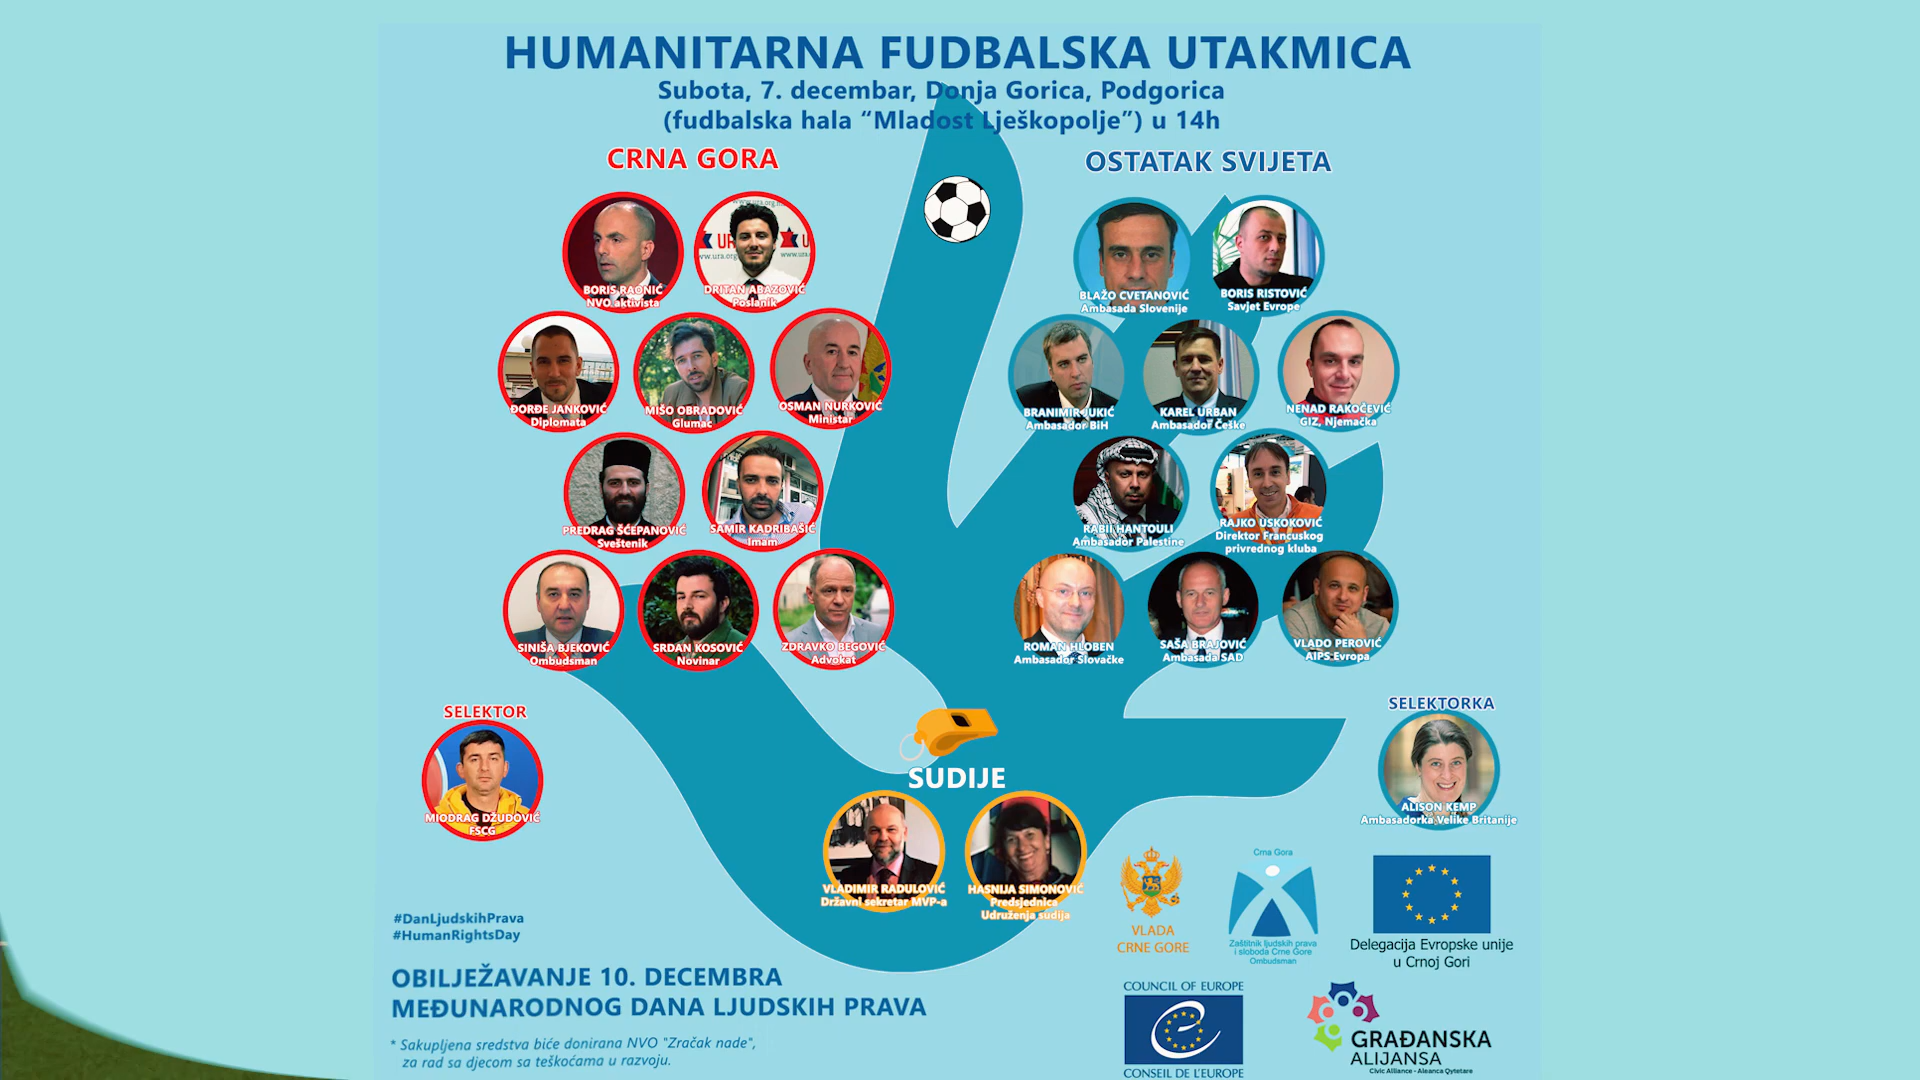 HUMANITARNA FUDBALSKA UTAKMICA
Subota, 7. decembar, Donja Gorica, Podgorica
(fudbalska hala “Mladost Lješkopolje”) u 14h
CRNA GORA
BORIS RAONIĆ
NVO aktivista
DRITAN ABAZOVIĆ
Poslanik
ĐORĐE JANKOVIĆ
Diplomata
MIŠO OBRADOVIĆ
Glumac
OSMAN NURKOVIĆ
Ministar
PREDRAG ŠĆEPANOVIĆ
Sveštenik
SAMIR KADRIBAŠIĆ
Imam
SINIŠA BJEKOVIĆ
Ombudsman
SRDAN KOSOVIĆ
Novinar
ZDRAVKO BEGOVIĆ
Advokat
SELEKTOR
MIODRAG DŽUDOVIĆ
FSCG
OSTATAK SVIJETA
BLAŽO CVETANOVIĆ
Ambasada Slovenije
BORIS RISTOVIĆ
Savjet Evrope
BRANIMIR JUKIĆ
Ambasador BiH
KAREL URBAN
Ambasador Češke
NENAD RAKOČEVIĆ
GIZ, Njemačka
RABII HANTOULI
Ambasador Palestine
RAJKO USKOKOVIĆ
Direktor Francuskog
privrednog kluba
ROMAN HLOBEN
Ambasador Slovačke
SAŠA BRAJOVIĆ
Ambasada SAD
VLADO PEROVIĆ
AIPS Evropa
SELEKTORKA
ALISON KEMP
Ambasadorka Velike Britanije
SUDIJE
VLADIMIR RADULOVIĆ
Državni sekretar MVP-a
HASNIJA SIMONOVIĆ
Predsjednica
Udruženja sudija
#DanLjudskihPrava
#HumanRightsDay
OBILJEŽAVANJE 10. DECEMBRA
MEĐUNARODNOG DANA LJUDSKIH PRAVA
* Sakupljena sredstva biće donirana NVO "Zračak nade",
za rad sa djecom sa teškoćama u razvoju.
VLADA
CRNE GORE
Crna Gora
Zaštitnik ljudskih prava
i sloboda Crne Gore
Ombudsman
Delegacija Evropske unije
u Crnoj Gori
COUNCIL OF EUROPE
CONSEIL DE L'EUROPE
GRAĐANSKA
ALIJANSA
Civic Alliance - Aleanca Qytetare